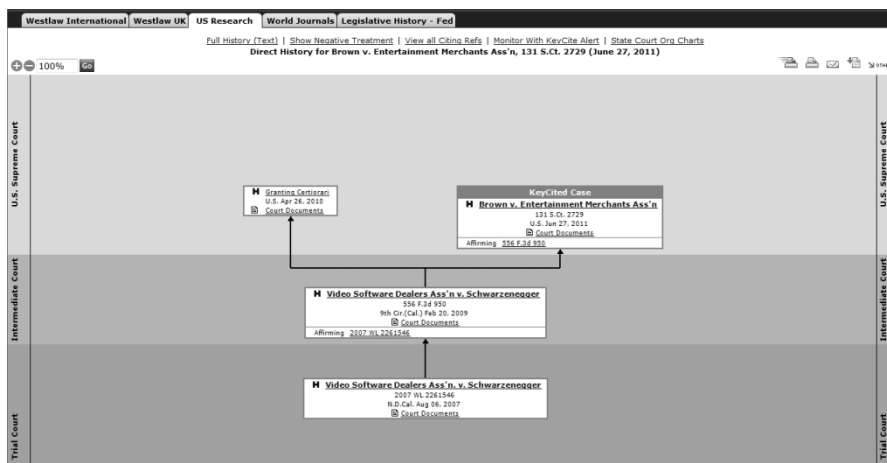 Westlaw International Westlaw UK US Research World Journals Legislative History - Fed
Full History (Text) | Show Negative Treatment | View all Citing Refs | Monitor With KeyCite Alert | State Court Org Charts
Direct History for Brown v. Entertainment Merchants Ass'n, 131 S.Ct. 2729 (June 27, 2011)
100% Go
U.S. Supreme Court
U.S. Supreme Court
H Granting Certiorari
U.S. Apr 26, 2010
Court Documents
KeyCited Case
H Brown v. Entertainment Merchants Ass'n
131 S.Ct. 2729
U.S. Jun 27, 2011
Court Documents
Affirming 556 F.3d 950
Intermediate Court
Intermediate Court
H Video Software Dealers Ass'n v. Schwarzenegger
556 F.3d 950
9th Cir.(Cal.) Feb 20, 2009
Court Documents
Affirming 2007 WL 2261546
Trial Court
Trial Court
H Video Software Dealers Ass'n. v. Schwarzenegger
2007 WL 2261546
N.D.Cal. Aug 06, 2007
Court Documents